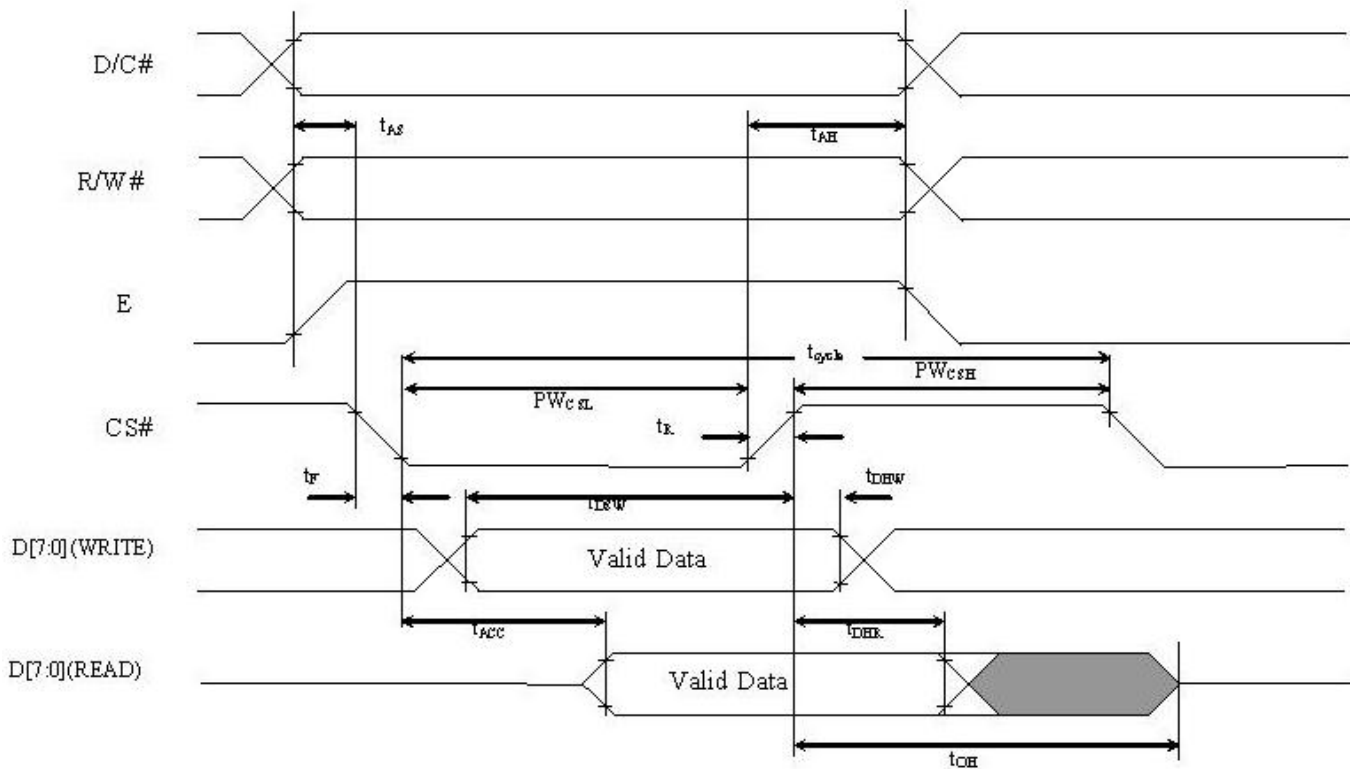 D/C#
tAS
tAH
R/W#
E
tcycle
PWCSH
PWCSL
CS#
tR
tF
tDSW
tDHW
D[7:0](WRITE)
Valid Data
tACC
tDHR
D[7:0](READ)
Valid Data
tOH